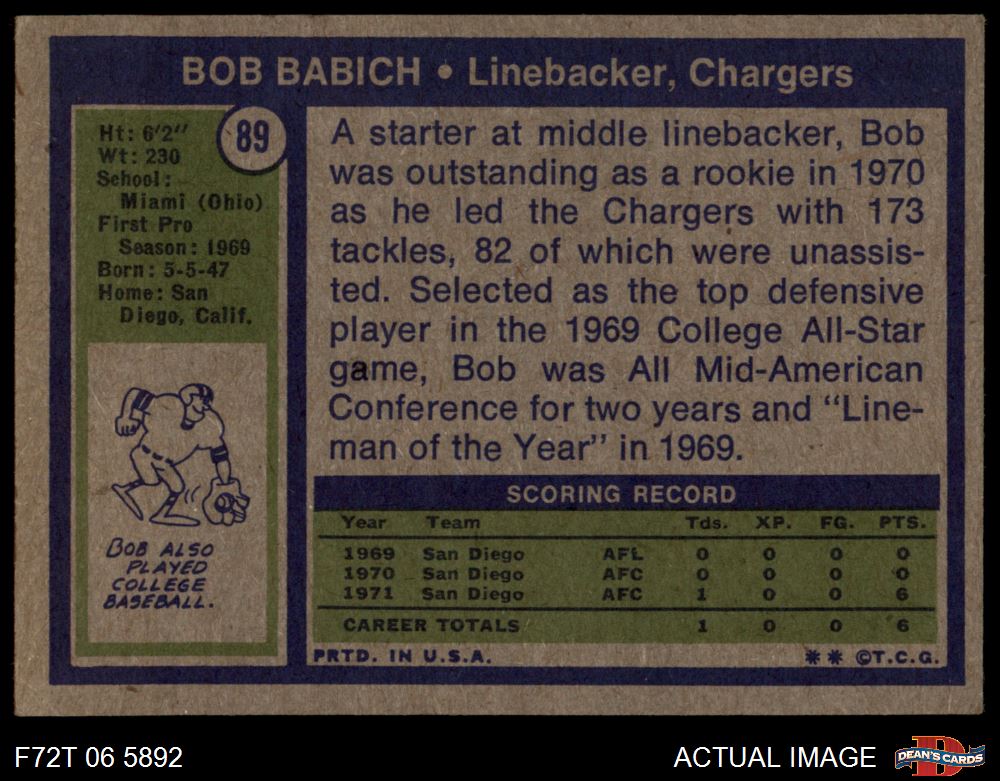 BOB BABICH • Linebacker, Chargers
89
Ht: 6'2"
Wt: 230
School:
Miami (Ohio)
First Pro
Season: 1969
Born: 5-5-47
Home: San
Diego, Calif.
BOB ALSO
PLAYED
COLLEGE
BASEBALL.
A starter at middle linebacker, Bob
was outstanding as a rookie in 1970
as he led the Chargers with 173
tackles, 82 of which were unassis-
ted. Selected as the top defensive
player in the 1969 College All-Star
game, Bob was All Mid-American
Conference for two years and "Line-
man of the Year" in 1969.
SCORING RECORD
Year Team Tds. XP. FG. PTS.
1969 San Diego AFL 0 0 0 0
1970 San Diego AFC 0 0 0 0
1971 San Diego AFC 1 0 0 6
CAREER TOTALS 1 0 0 6
PRTD. IN U.S.A. ** ©T.C.G.
F72T 06 5892 ACTUAL IMAGE DEAN'S CARDS